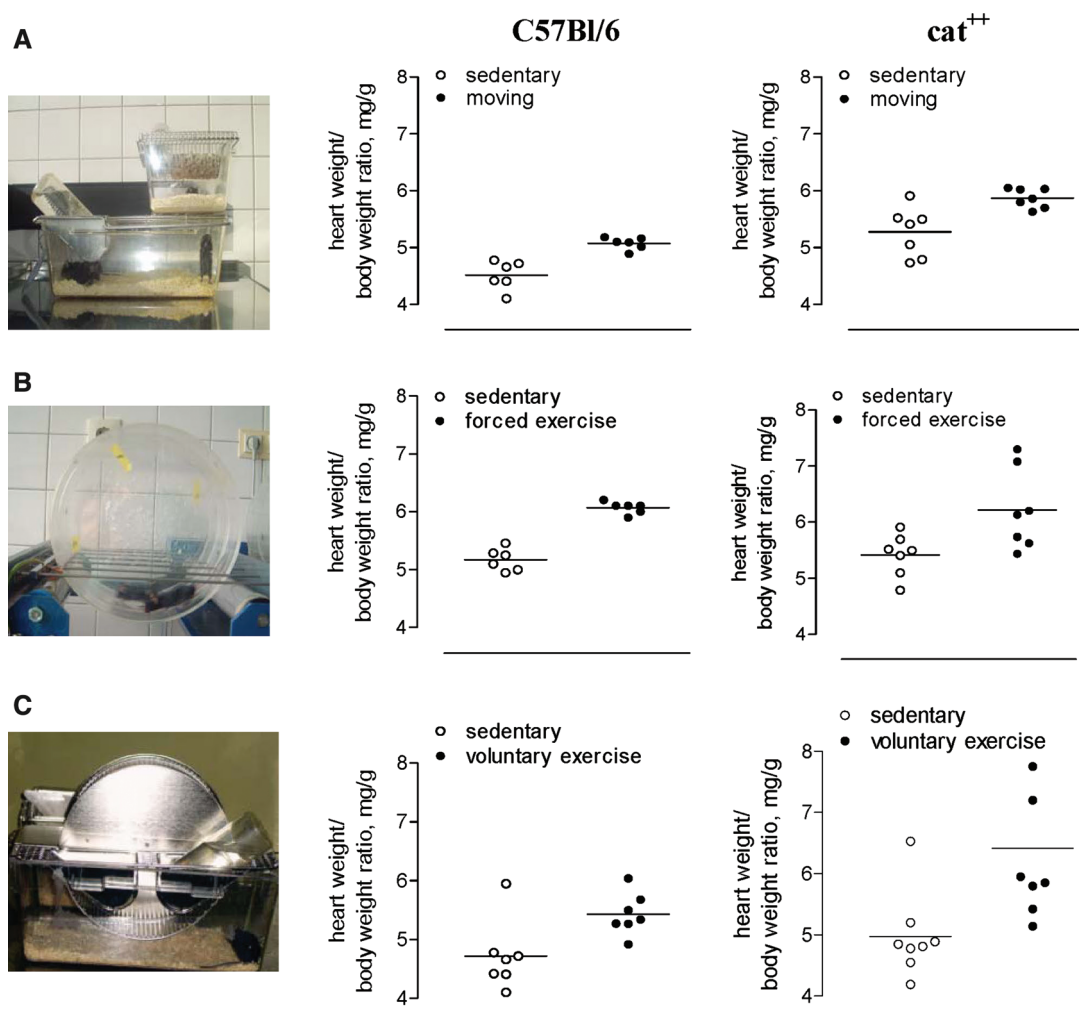 C57Bl/6
cat++
A
sedentary
moving
heart weight/
body weight ratio, mg/g
8
7
6
5
4
sedentary
moving
heart weight/
body weight ratio, mg/g
8
7
6
5
4
B
sedentary
forced exercise
heart weight/
body weight ratio, mg/g
8
7
6
5
4
sedentary
forced exercise
heart weight/
body weight ratio, mg/g
8
7
6
5
4
C
sedentary
voluntary exercise
heart weight/
body weight ratio, mg/g
8
7
6
5
4
sedentary
voluntary exercise
heart weight/
body weight ratio, mg/g
8
7
6
5
4